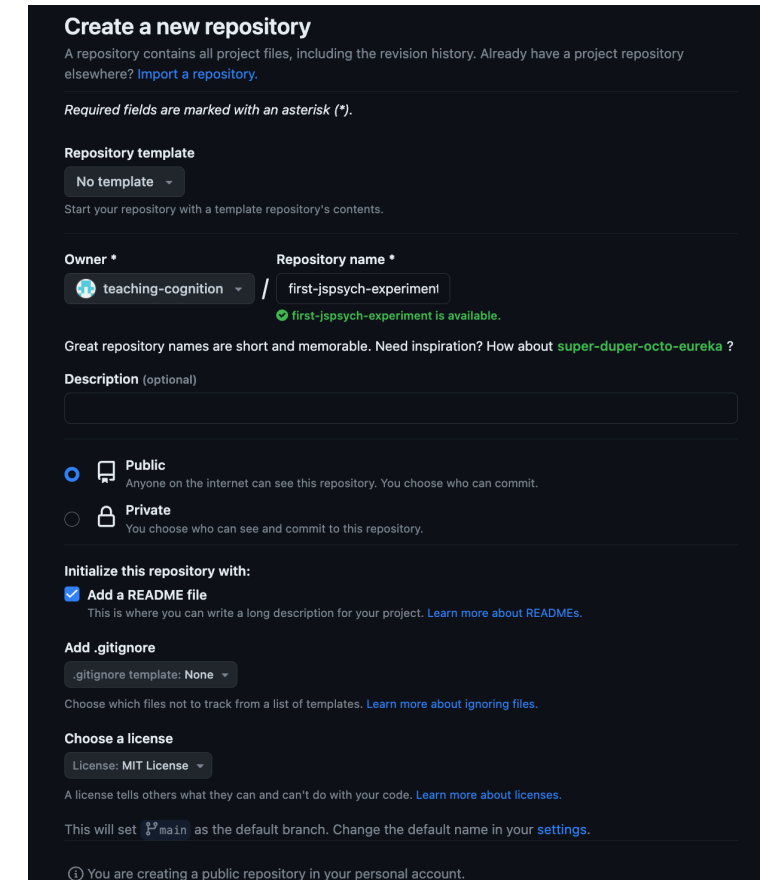 Create a new repository
A repository contains all project files, including the revision history. Already have a project repository
elsewhere? Import a repository.
Required fields are marked with an asterisk (*).
Repository template
No template
Start your repository with a template repository's contents.
Owner *
Repository name *
teaching-cognition / first-jspsych-experiment
first-jspsych-experiment is available.
Great repository names are short and memorable. Need inspiration? How about super-duper-octo-eureka ?
Description (optional)
Public
Anyone on the internet can see this repository. You choose who can commit.
Private
You choose who can see and commit to this repository.
Initialize this repository with:
Add a README file
This is where you can write a long description for your project. Learn more about READMEs.
Add .gitignore
.gitignore template: None
Choose which files not to track from a list of templates. Learn more about ignoring files.
Choose a license
License: MIT License
A license tells others what they can and can't do with your code. Learn more about licenses.
This will set main as the default branch. Change the default name in your settings.
You are creating a public repository in your personal account.